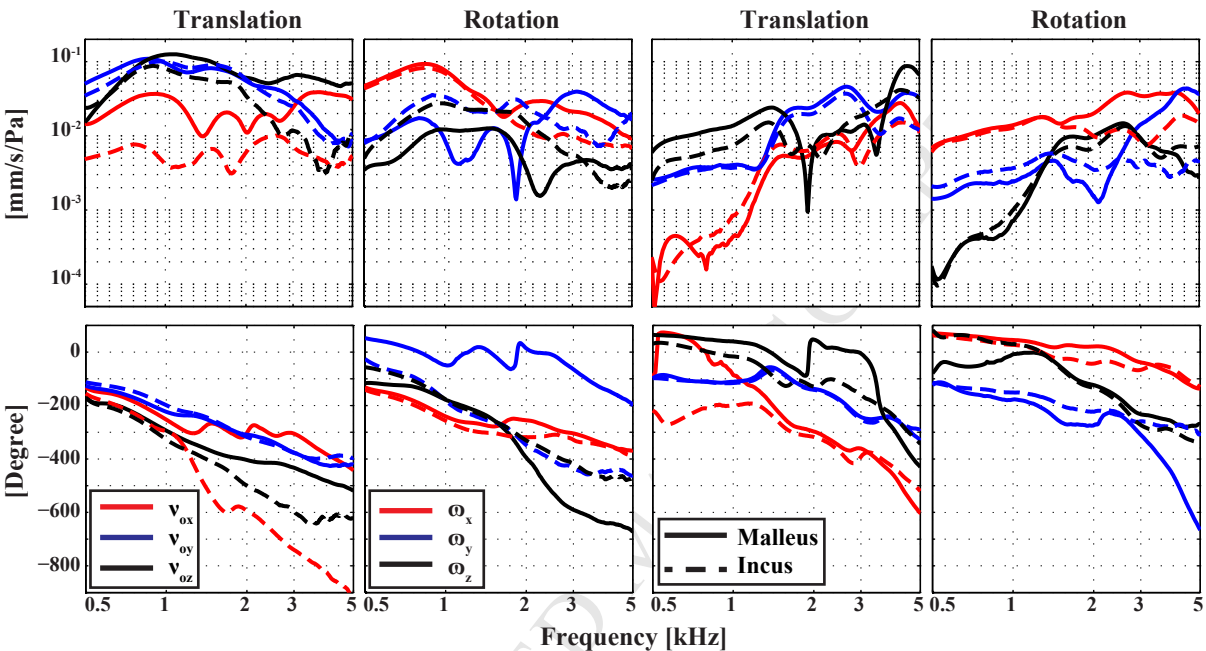 Translation Rotation Translation Rotation
[mm/s/Pa]
10⁻¹
10⁻²
10⁻³
10⁻⁴
[Degree]
0
−200
−400
−600
−800
ν_ox
ν_oy
ν_oz
ω_x
ω_y
ω_z
Malleus
Incus
0.5 1 2 3 5 0.5 1 2 3 5 0.5 1 2 3 5 0.5 1 2 3 5
Frequency [kHz]